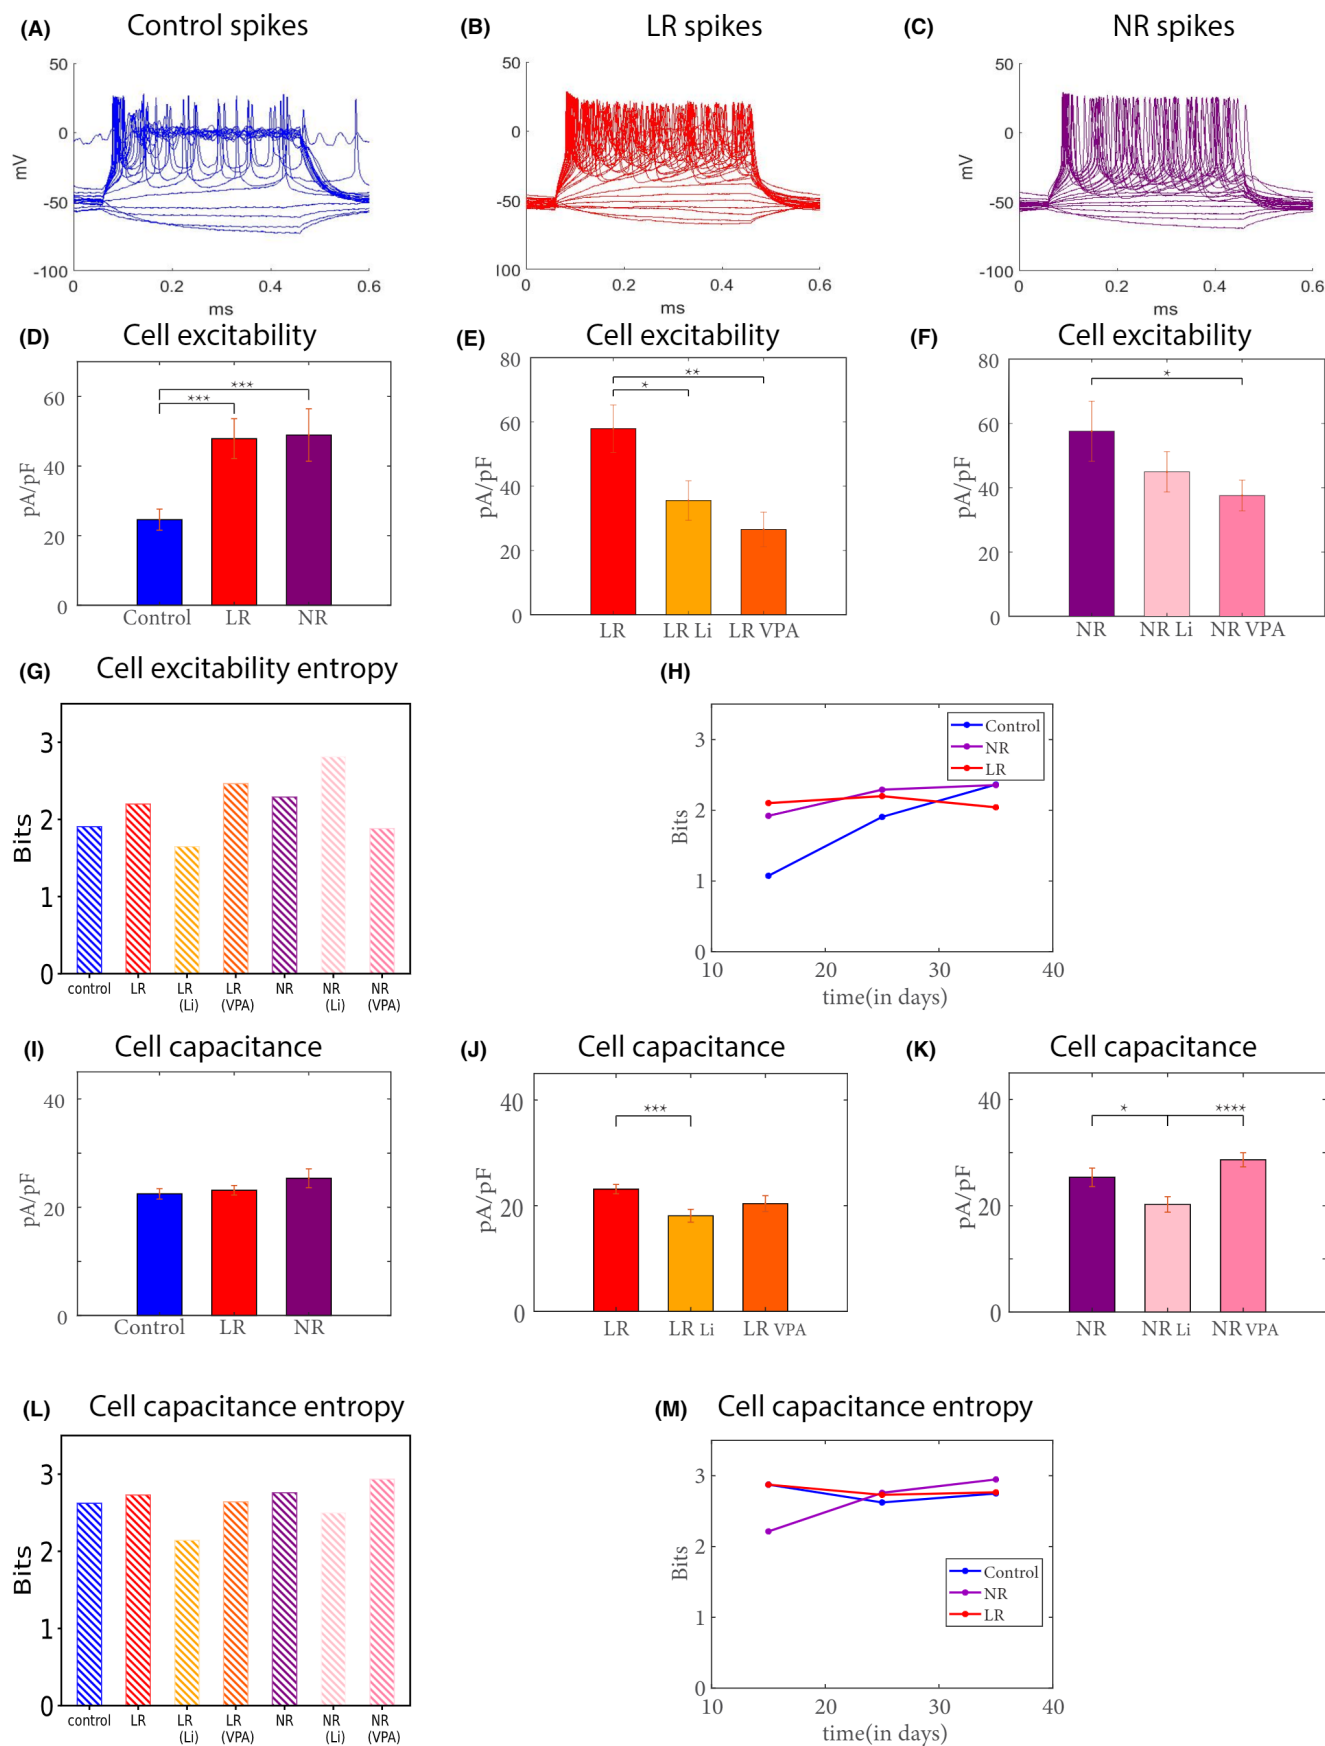 (A) Control spikes
(B) LR spikes
(C) NR spikes
50
0
-50
-100
mV
0 0.2 0.4 0.6
ms
50
0
-50
100
0 0.2 0.4 0.6
ms
50
0
-50
-100
mV
0 0.2 0.4 0.6
ms
(D) Cell excitability
60
40
20
0
pA/pF
***
***
Control LR NR
(E) Cell excitability
80
60
40
20
0
pA/pF
**
*
LR LR Li LR VPA
(F) Cell excitability
80
60
40
20
0
pA/pF
*
NR NR Li NR VPA
(G) Cell excitability entropy
3
2
1
0
Bits
control LR LR (Li) LR (VPA) NR NR (Li) NR (VPA)
(H)
3
2
1
0
Bits
Control
NR
LR
10 20 30 40
time(in days)
(I) Cell capacitance
40
20
0
pA/pF
Control LR NR
(J) Cell capacitance
40
20
0
pA/pF
***
LR LR Li LR VPA
(K) Cell capacitance
40
20
0
pA/pF
* ****
NR NR Li NR VPA
(L) Cell capacitance entropy
3
2
1
0
Bits
control LR LR (Li) LR (VPA) NR NR (Li) NR (VPA)
(M) Cell capacitance entropy
3
2
1
0
Bits
Control
NR
LR
10 20 30 40
time(in days)